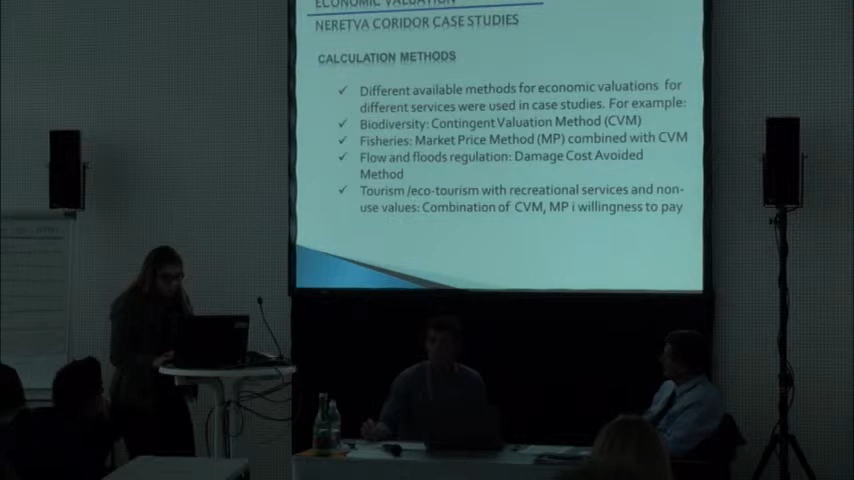 ECONOMIC VALUATION
NERETVA CORIDOR CASE STUDIES
CALCULATION METHODS
✓ Different available methods for economic valuations for
different services were used in case studies. For example:
✓ Biodiversity: Contingent Valuation Method (CVM)
✓ Fisheries: Market Price Method (MP) combined with CVM
✓ Flow and floods regulation: Damage Cost Avoided
Method
✓ Tourism /eco-tourism with recreational services and non-
use values: Combination of CVM, MP i willingness to pay